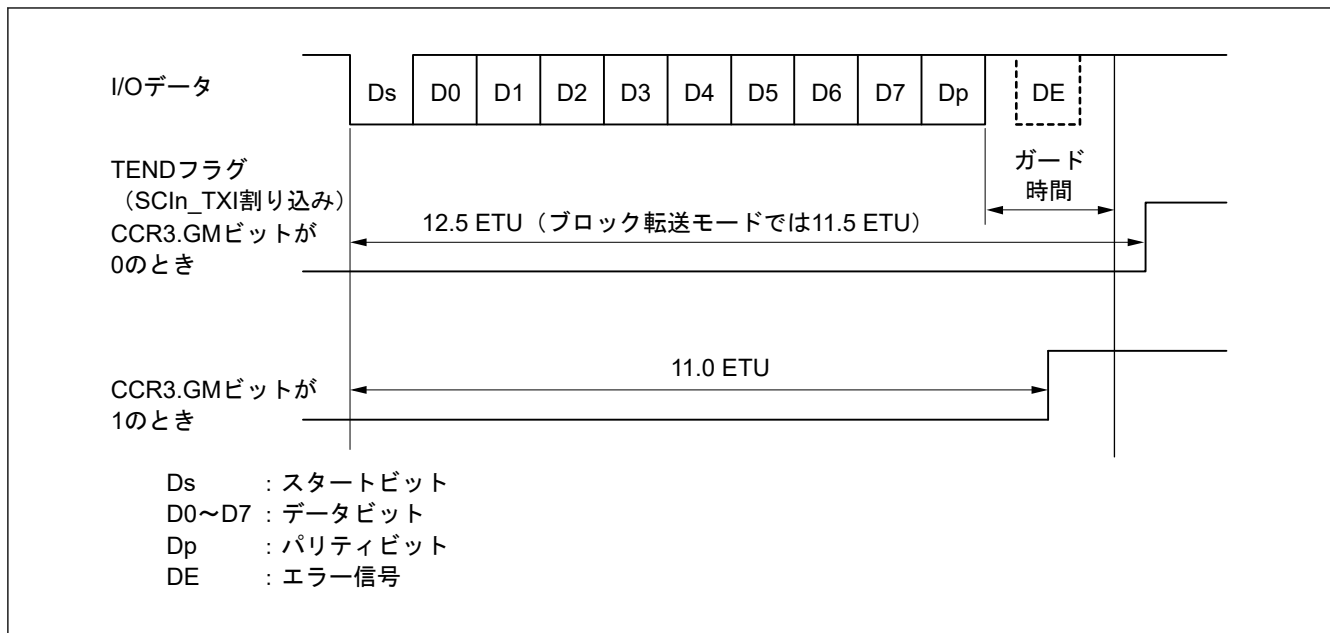 I/Oデータ
Ds D0 D1 D2 D3 D4 D5 D6 D7 Dp DE
ガード
時間
TENDフラグ
（SCIn_TXI割り込み）
12.5 ETU（ブロック転送モードでは11.5 ETU）
CCR3.GMビットが
0のとき
11.0 ETU
CCR3.GMビットが
1のとき
Ds : スタートビット
D0～D7 : データビット
Dp : パリティビット
DE : エラー信号